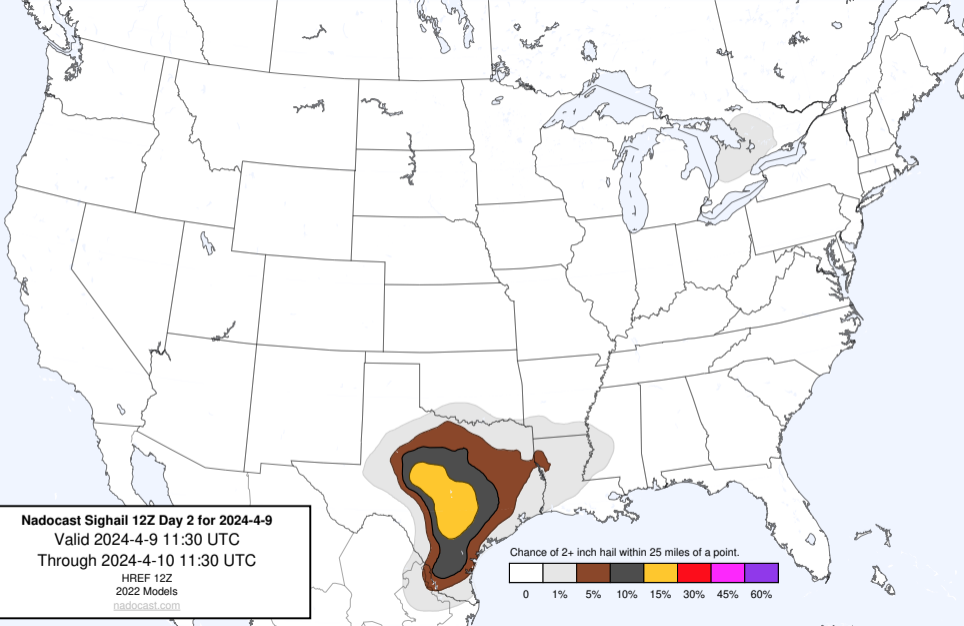 Nadocast Sighail 12Z Day 2 for 2024-4-9
Valid 2024-4-9 11:30 UTC
Through 2024-4-10 11:30 UTC
HREF 12Z
2022 Models
nadocast.com
Chance of 2+ inch hail within 25 miles of a point.
0 1% 5% 10% 15% 30% 45% 60%